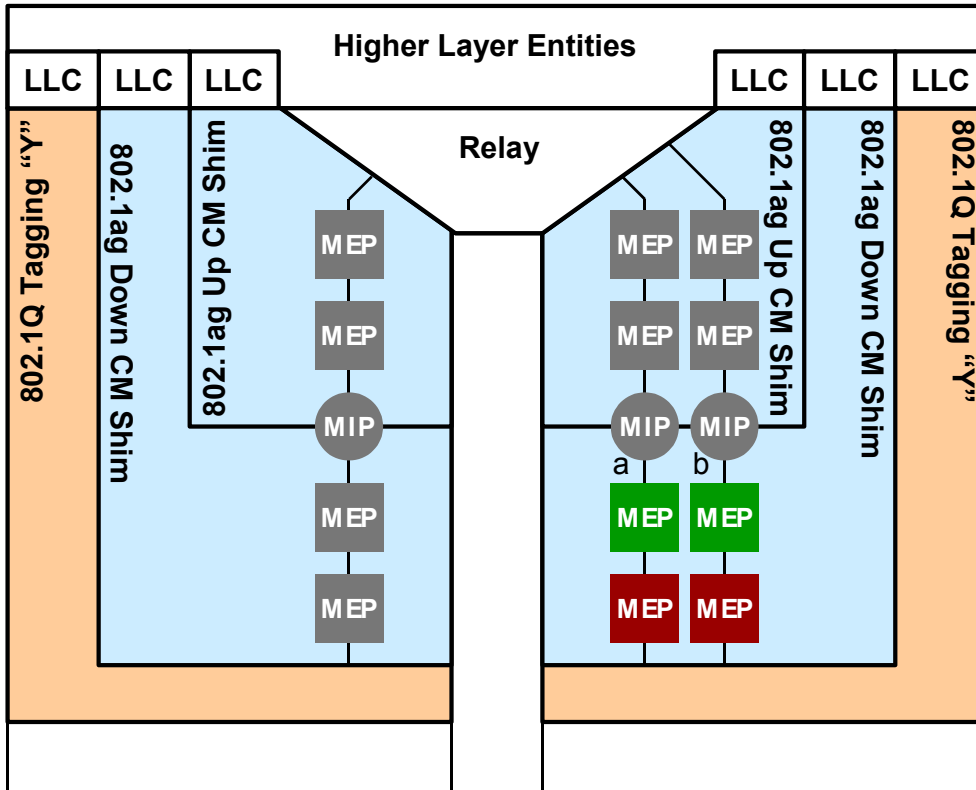 Higher Layer Entities
LLC
LLC
LLC
LLC
LLC
LLC
Relay
802.1Q Tagging “Y”
802.1ag Down CM Shim
802.1ag Up CM Shim
802.1ag Up CM Shim
802.1ag Down CM Shim
802.1Q Tagging “Y”
MEP
MEP
MEP
MEP
MEP
MEP
MIP
MIP
MIP
a
b
MEP
MEP
MEP
MEP
MEP
MEP